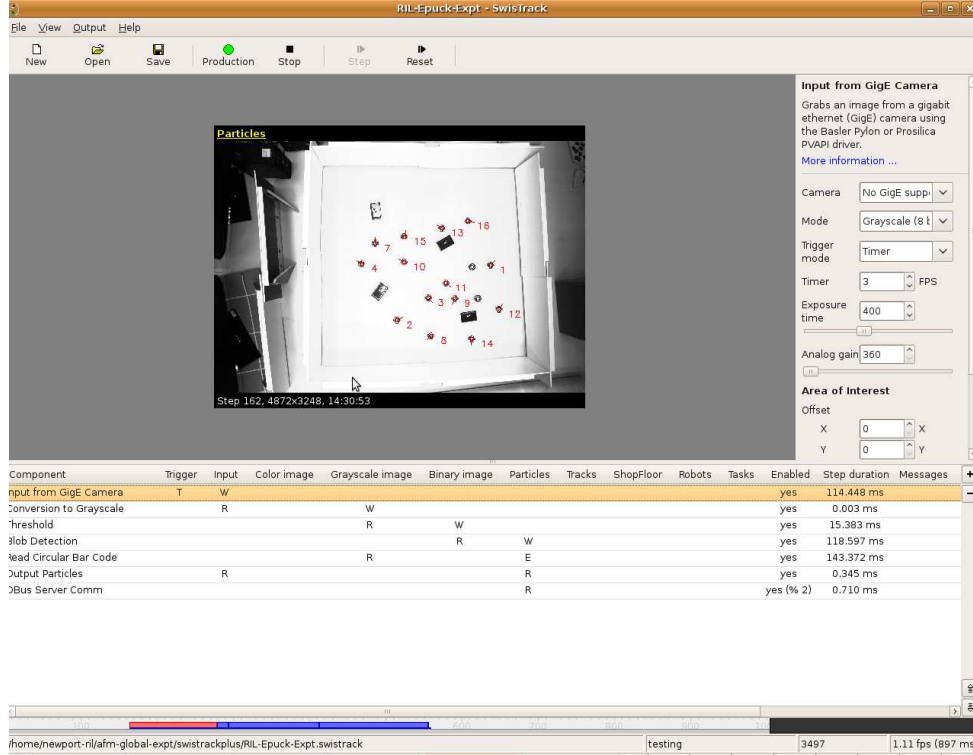 RIL-Epuck-Expt - SwisTrack
File View Output Help
New Open Save Production Stop Step Reset
Particles
16
13
15
7
4
10
1
11
3
9
12
2
8
14
Step 162, 4872x3248, 14:30:53
Input from GigE Camera
Grabs an image from a gigabit
ethernet (GigE) camera using
the Basler Pylon or Prosilica
PVAPI driver.
More information ...
Camera No GigE supp
Mode Grayscale (8 b
Trigger
mode Timer
Timer 3 FPS
Exposure
time 400
Analog gain 360
Area of Interest
Offset
X 0 X
Y 0 Y
Component Trigger Input Color image Grayscale image Binary image Particles Tracks ShopFloor Robots Tasks Enabled Step duration Messages
nput from GigE Camera T W yes 114.448 ms
Conversion to Grayscale R W yes 0.003 ms
Threshold R W yes 15.383 ms
Blob Detection R W yes 118.597 ms
Read Circular Bar Code R E yes 143.372 ms
Output Particles R R yes 0.345 ms
DBus Server Comm R yes (% 2) 0.710 ms
100 600 700 800 900
/home/newport-ril/afm-global-expt/swistrackplus/RIL-Epuck-Expt.swistrack testing 3497 1.11 fps (897 ms